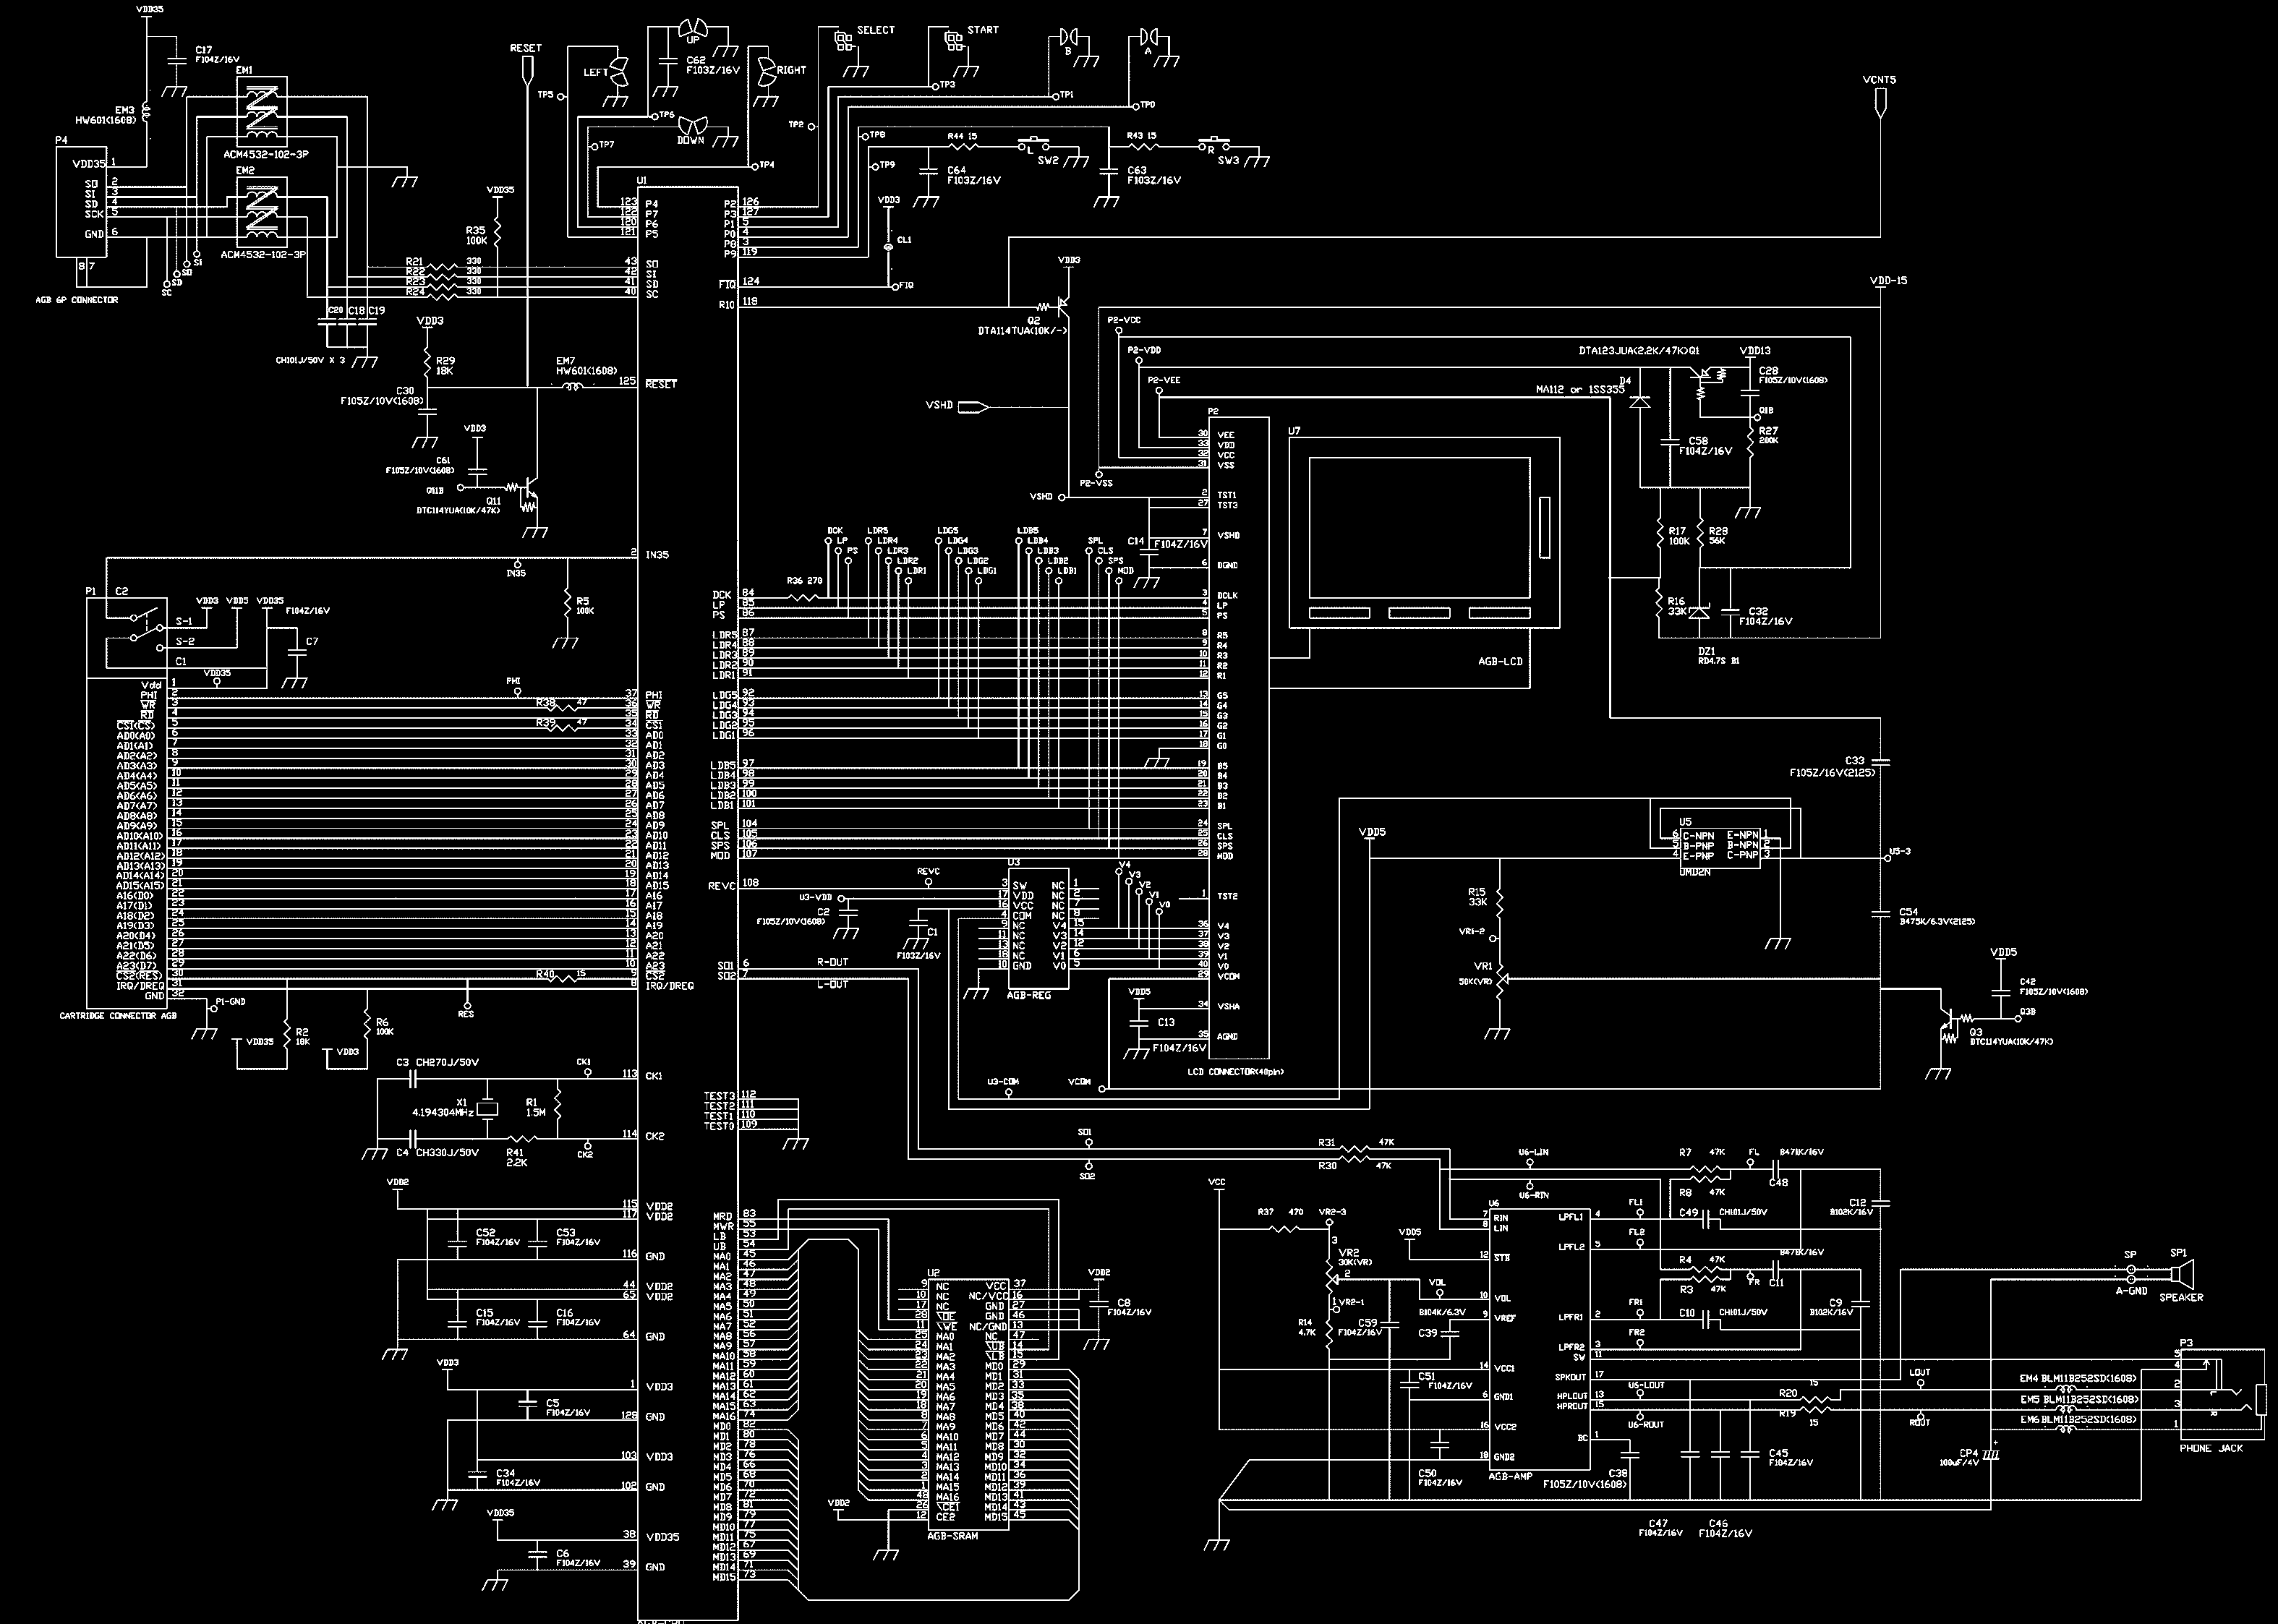 VDD35
C17
F104Z/16V
EM1
EM3
HW601(1608)
P4
ACM4532-102-3P
VDD35 1
SO 2
SI 3
SD 4
SCK 5
GND 6
8 7
EM2
ACM4532-102-3P
SI
SO
SD
SC
AGB 6P CONNECTOR
RESET
LEFT
UP
C62
F103Z/16V
RIGHT
DOWN
TP5
TP6
TP7
TP4
TP2
SELECT
START
B
A
TP3
TP1
TP0
TP8
TP9
R44 15
L
SW2
C64
F103Z/16V
R43 15
R
SW3
C63
F103Z/16V
VCNT5
VDD35
R35
100K
R21 330
R22 330
R23 330
R24 330
C20 C18 C19
CH101J/50V X 3
U1
123 P4
122 P7
120 P6
121 P5
43 SO
42 SI
41 SD
40 SC
P2 126
P3 127
P1 5
P0 4
P8 3
P9 119
FIQ 124
R10 118
VDD3
CL1
FIQ
VDD3
Q2
DTA114TUA(10K/-)
VDD3
R29
18K
EM7
HW601(1608)
125 RESET
C30
F105Z/10V(1608)
VDD3
C61
F105Z/10V(1608)
Q11B
Q11
DTC114YUA(10K/47K)
VSHD
P2-VCC
P2-VDD
P2-VEE
P2-VSS
VSHD
VDD-15
DTA123JUA(2.2K/47K)Q1
VDD13
C28
F105Z/10V(1608)
D4
MA112 or 1SS355
Q1B
R27
200K
C58
F104Z/16V
R17
100K
R28
56K
R16
33K
C32
F104Z/16V
DZ1
RD4.7S B1
P2
30 VEE
33 VDD
32 VCC
31 VSS
2 TST1
27 TST3
7 VSHD
6 DGND
C14
F104Z/16V
3 DCLK
4 LP
5 PS
8 R5
9 R4
10 R3
11 R2
12 R1
13 G5
14 G4
15 G3
16 G2
17 G1
18 G0
19 B5
20 B4
21 B3
22 B2
23 B1
24 SPL
25 CLS
26 SPS
28 MOD
1 TST2
36 V4
37 V3
38 V2
39 V1
40 V0
29 VCOM
34 VSHA
35 AGND
LCD CONNECTOR(40pin)
U7
AGB-LCD
2 IN35
IN35
R5
100K
DCK
LP
PS
LDR5
LDR4
LDR3
LDR2
LDR1
LDG5
LDG4
LDG3
LDG2
LDG1
LDB5
LDB4
LDB3
LDB2
LDB1
SPL
CLS
SPS
MOD
R36 270
DCK 84
LP 85
PS 86
LDR5 87
LDR4 88
LDR3 89
LDR2 90
LDR1 91
LDG5 92
LDG4 93
LDG3 94
LDG2 95
LDG1 96
LDB5 97
LDB4 98
LDB3 99
LDB2 100
LDB1 101
SPL 104
CLS 105
SPS 106
MOD 107
REVC 108
SO1 6
SO2 7
R-OUT
L-OUT
P1 C2
VDD3 VDD5 VDD35
F104Z/16V
S-1
S-2
C7
C1
VDD35
Vdd 1
PHI 2
WR 3
RD 4
CS1(CS) 5
AD0(A0) 6
AD1(A1) 7
AD2(A2) 8
AD3(A3) 9
AD4(A4) 10
AD5(A5) 11
AD6(A6) 12
AD7(A7) 13
AD8(A8) 14
AD9(A9) 15
AD10(A10) 16
AD11(A11) 17
AD12(A12) 18
AD13(A13) 19
AD14(A14) 20
AD15(A15) 21
A16(D0) 22
A17(D1) 23
A18(D2) 24
A19(D3) 25
A20(D4) 26
A21(D5) 27
A22(D6) 28
A23(D7) 29
CS2(RES) 30
IRQ/DREQ 31
GND 32
CARTRIDGE CONNECTOR AGB
P1-GND
PHI
R38 47
R39 47
R40 15
RES
37 PHI
36 WR
35 RD
34 CS1
33 AD0
32 AD1
31 AD2
30 AD3
29 AD4
28 AD5
27 AD6
26 AD7
25 AD8
24 AD9
23 AD10
22 AD11
21 AD12
20 AD13
19 AD14
18 AD15
17 A16
16 A17
15 A18
14 A19
13 A20
12 A21
11 A22
10 A23
9 CS2
8 IRQ/DREQ
VDD35
R2
10K
VDD3
R6
100K
C3 CH270J/50V
CK1
113 CK1
X1
4.194304MHz
R1
1.5M
C4 CH330J/50V
R41
2.2K
CK2
114 CK2
TEST3 112
TEST2 111
TEST1 110
TEST0 109
REVC
U3-VDD
C2
F105Z/10V(1608)
C1
F103Z/16V
U3
3 SW
17 VDD
16 VCC
4 COM
9 NC
11 NC
13 NC
18 NC
10 GND
NC 1
NC 2
NC 7
NC 8
V4 15
V3 14
V2 12
V1 6
V0 5
AGB-REG
V4
V3
V2
V1
V0
VDD5
C13
F104Z/16V
U3-COM
VCOM
VDD5
U5
6 C-NPN
5 B-PNP
4 E-PNP
E-NPN 1
B-NPN 2
C-PNP 3
UMD2N
U5-3
C33
F105Z/16V(2125)
R15
33K
VR1-2
VR1
50K(VR)
C54
B475K/6.3V(2125)
VDD5
C42
F105Z/10V(1608)
Q3B
Q3
DTC114YUA(10K/47K)
VDD2
115 VDD2
117 VDD2
C52
F104Z/16V
C53
F104Z/16V
116 GND
44 VDD2
65 VDD2
C15
F104Z/16V
C16
F104Z/16V
64 GND
VDD3
1 VDD3
C5
F104Z/16V
128 GND
103 VDD3
C34
F104Z/16V
102 GND
VDD35
38 VDD35
C6
F104Z/16V
39 GND
MRD 83
MWR 55
LB 53
UB 54
MA0 45
MA1 46
MA2 47
MA3 48
MA4 49
MA5 50
MA6 51
MA7 52
MA8 56
MA9 57
MA10 58
MA11 59
MA12 60
MA13 61
MA14 62
MA15 63
MA16 74
MD0 82
MD1 80
MD2 78
MD3 76
MD4 66
MD5 68
MD6 70
MD7 72
MD8 81
MD9 79
MD10 77
MD11 75
MD12 67
MD13 69
MD14 71
MD15 73
U2
9 NC
10 NC
17 NC
28 \OE
11 \WE
25 MA0
24 MA1
23 MA2
22 MA3
21 MA4
20 MA5
19 MA6
18 MA7
8 MA8
7 MA9
6 MA10
5 MA11
4 MA12
3 MA13
2 MA14
1 MA15
48 MA16
26 \CE1
12 CE2
VCC 37
NC/VCC 16
GND 27
GND 46
NC/GND 13
NC 47
\UB 14
\LB 15
MD0 29
MD1 31
MD2 33
MD3 35
MD4 38
MD5 40
MD6 42
MD7 44
MD8 30
MD9 32
MD10 34
MD11 36
MD12 39
MD13 41
MD14 43
MD15 45
AGB-SRAM
VDD2
VDD2
C8
F104Z/16V
SO1
SO2
R31 47K
R30 47K
VCC
R37 470
VR2-3
3
VR2
30K(VR)
2
1 VR2-1
R14
4.7K
C59
F104Z/16V
VDD5
VOL
B104K/6.3V
C39
C51
F104Z/16V
C50
F104Z/16V
U6-LIN
U6-RIN
U6
7 RIN
8 LIN
12 STB
10 VOL
9 VREF
14 VCC1
6 GND1
16 VCC2
18 GND2
AGB-AMP
LPFL1 4
LPFL2 5
LPFR1 2
LPFR2 3
SW 11
SPKOUT 17
HPLOUT 13
HPROUT 15
BC 1
FL1
FL2
FR1
FR2
R7 47K
R8 47K
FL
B471K/16V
C48
C49 CH101J/50V
C12
B102K/16V
R4 47K
R3 47K
FR
B471K/16V
C11
C10 CH101J/50V
C9
B102K/16V
U6-LOUT
U6-ROUT
15
R20
R19 15
LOUT
ROUT
C38
F105Z/10V(1608)
C45
F104Z/16V
C47
F104Z/16V
C46
F104Z/16V
SP
A-GND
SP1
SPEAKER
EM4 BLM11B252SD(1608)
EM5 BLM11B252SD(1608)
EM6 BLM11B252SD(1608)
CP4
100uF/4V
+
P3
5
4
2
3
1
PHONE JACK